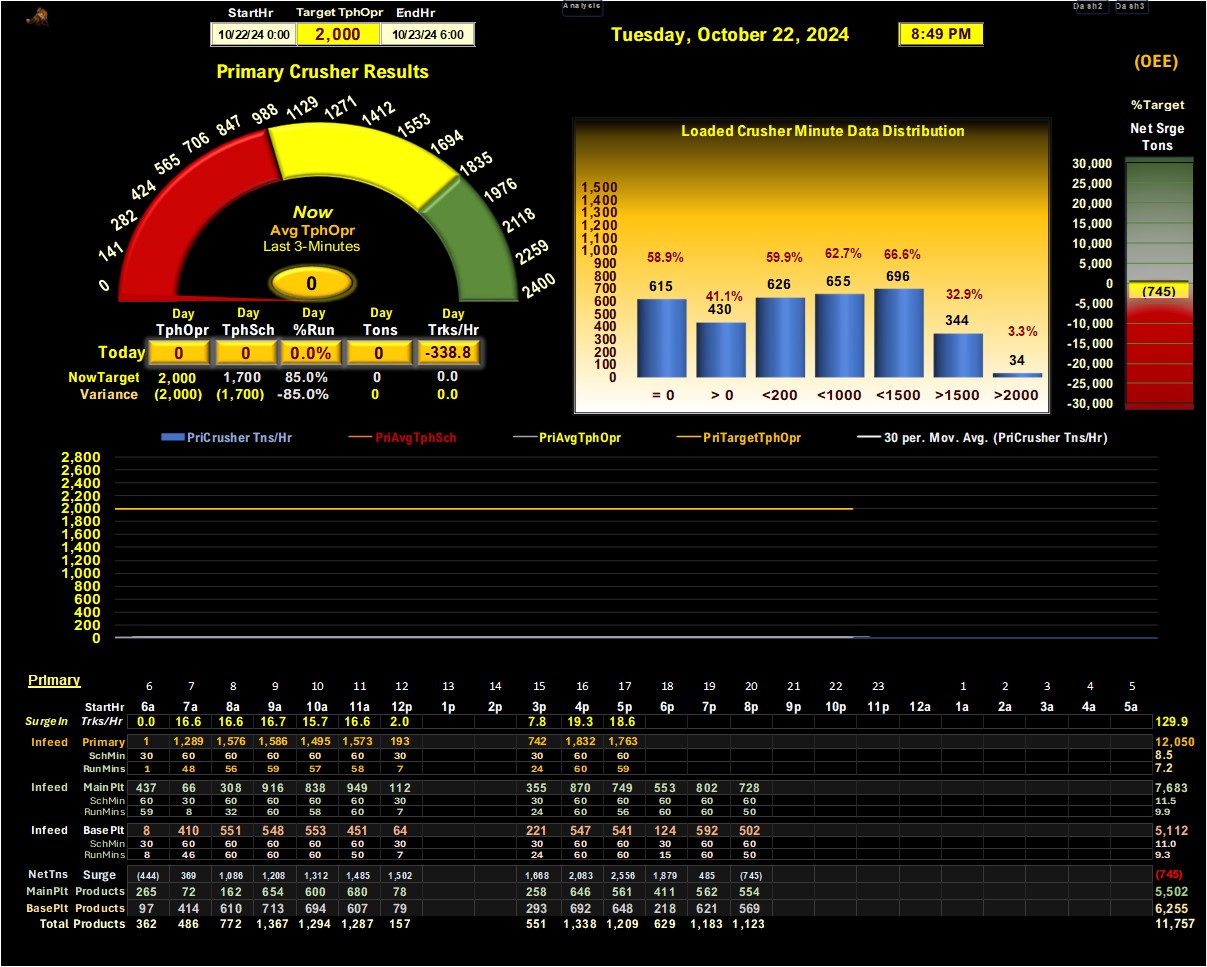 Analysis
Dash2 Dash3
StartHr Target TphOpr EndHr
10/22/24 0:00 2,000 10/23/24 6:00
Tuesday, October 22, 2024
8:49 PM
(OEE)
Primary Crusher Results
0 141 282 424 565 706 847 988 1129 1271 1412 1553 1694 1835 1976 2118 2259 2400
Now
Avg TphOpr
Last 3-Minutes
0
Day Day Day Day Day
TphOpr TphSch %Run Tons Trks/Hr
Today 0 0 0.0% 0 -338.8
NowTarget 2,000 1,700 85.0% 0 0.0
Variance (2,000) (1,700) -85.0% 0 0.0
Loaded Crusher Minute Data Distribution
1,500
1,400
1,300
1,200
1,100
1,000
900
800
700
600
500
400
300
200
100
0
58.9% 41.1% 59.9% 62.7% 66.6% 32.9% 3.3%
615 430 626 655 696 344 34
= 0 > 0 <200 <1000 <1500 >1500 >2000
%Target
Net Srge
Tons
30,000
25,000
20,000
15,000
10,000
5,000
0
(745)
-5,000
-10,000
-15,000
-20,000
-25,000
-30,000
PriCrusher Tns/Hr PriAvgTphSch PriAvgTphOpr PriTargetTphOpr 30 per. Mov. Avg. (PriCrusher Tns/Hr)
2,800
2,600
2,400
2,200
2,000
1,800
1,600
1,400
1,200
1,000
800
600
400
200
0
Primary
6 7 8 9 10 11 12 13 14 15 16 17 18 19 20 21 22 23 1 2 3 4 5
StartHr 6a 7a 8a 9a 10a 11a 12p 1p 2p 3p 4p 5p 6p 7p 8p 9p 10p 11p 12a 1a 2a 3a 4a 5a
SurgeIn Trks/Hr 0.0 16.6 16.6 16.7 15.7 16.6 2.0 7.8 19.3 18.6 129.9
Infeed Primary 1 1,289 1,576 1,586 1,495 1,573 193 742 1,832 1,763 12,050
SchMin 30 60 60 60 60 60 30 30 60 60 8.5
RunMins 1 48 56 59 57 58 7 24 60 59 7.2
Infeed MainPlt 437 66 308 916 838 949 112 355 870 749 553 802 728 7,683
SchMin 60 30 60 60 60 60 30 30 60 60 60 60 60 11.5
RunMins 59 8 32 60 58 60 7 24 60 56 60 60 50 9.9
Infeed BasePlt 8 410 551 548 553 451 64 221 547 541 124 592 502 5,112
SchMin 30 60 60 60 60 60 30 30 60 60 30 60 60 11.0
RunMins 8 46 60 60 60 50 7 24 60 60 15 60 50 9.3
NetTns Surge (444) 369 1,086 1,208 1,312 1,485 1,502 1,668 2,083 2,556 1,879 485 (745) (745)
MainPlt Products 265 72 162 654 600 680 78 258 646 561 411 562 554 5,502
BasePlt Products 97 414 610 713 694 607 79 293 692 648 218 621 569 6,255
Total Products 362 486 772 1,367 1,294 1,287 157 551 1,338 1,209 629 1,183 1,123 11,757